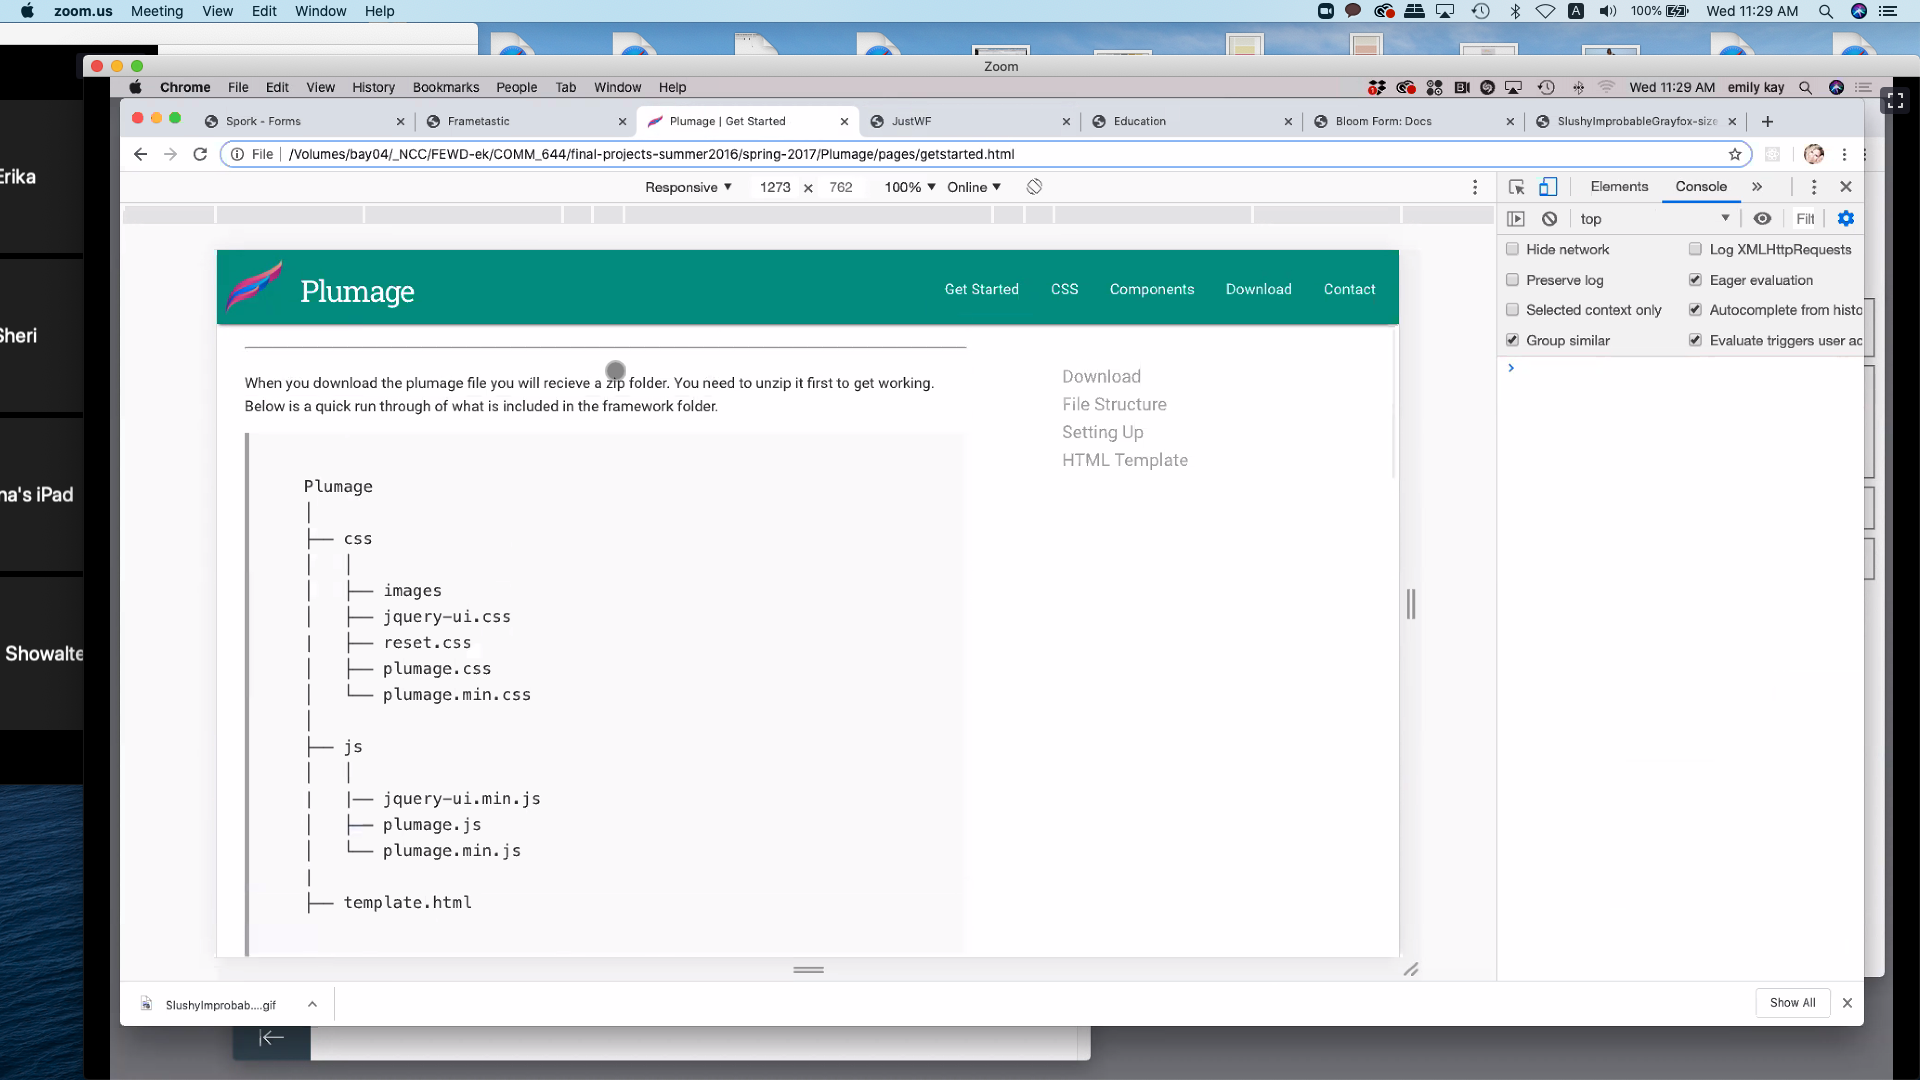 zoom.us Meeting View Edit Window Help
A 100% Wed 11:29 AM
Zoom
Chrome File Edit View History Bookmarks People Tab Window Help
Wed 11:29 AM emily kay
Spork - Forms
Frametastic
Plumage | Get Started
JustWF
Education
Bloom Form: Docs
SlushyImprobableGrayfox-size
File /Volumes/bay04/_NCC/FEWD-ek/COMM_644/final-projects-summer2016/spring-2017/Plumage/pages/getstarted.html
Responsive 1273 × 762 100% Online
Elements Console »
top Filt
Hide network Log XMLHttpRequests
Preserve log Eager evaluation
Selected context only Autocomplete from histo
Group similar Evaluate triggers user ac
Erika
Sheri
na's iPad
Showalte
Plumage
Get Started CSS Components Download Contact
When you download the plumage file you will recieve a zip folder. You need to unzip it first to get working.
Below is a quick run through of what is included in the framework folder.
Download
File Structure
Setting Up
HTML Template
Plumage
css
images
jquery-ui.css
reset.css
plumage.css
plumage.min.css
js
jquery-ui.min.js
plumage.js
plumage.min.js
template.html
SlushyImprobab....gif
Show All